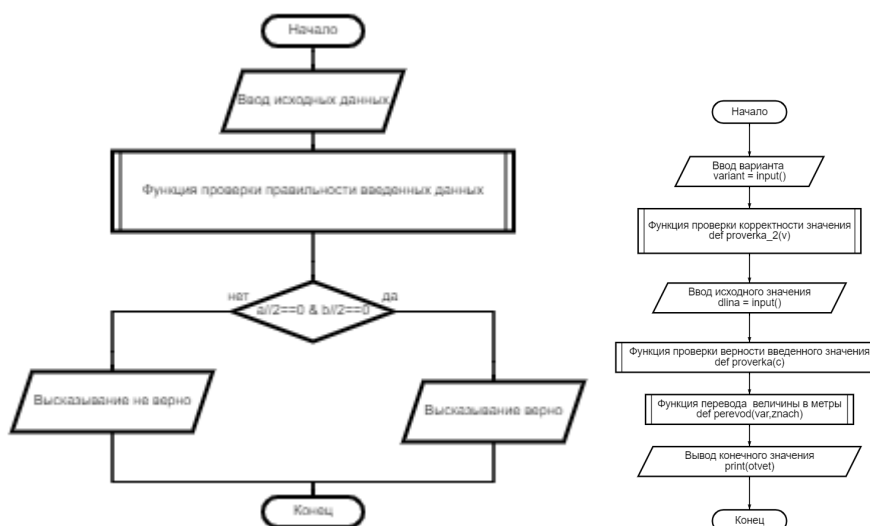 Начало
Ввод исходных данных
Функция проверки правильности введенных данных
нет
да
a//2==0 & b//2==0
Высказывание не верно
Высказывание верно
Конец
Начало
Ввод варианта
variant = input()
Функция проверки корректности значения
def proverka_2(v)
Ввод исходного значения
dlina = input()
Функция проверки верности введенного значения
def proverka(c)
Функция перевода величины в метры
def perevod(var,znach)
Вывод конечного значения
print(otvet)
Конец